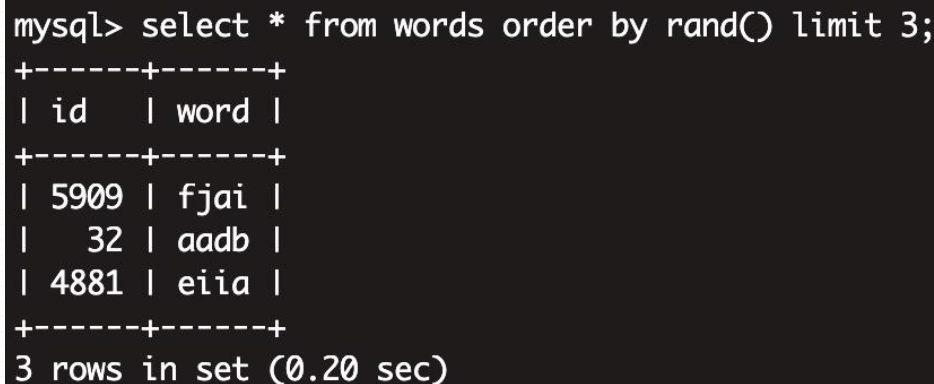 mysql> select * from words order by rand() limit 3;
+------+------+
| id   | word |
+------+------+
| 5909 | fjai |
|   32 | aadb |
| 4881 | eiia |
+------+------+
3 rows in set (0.20 sec)